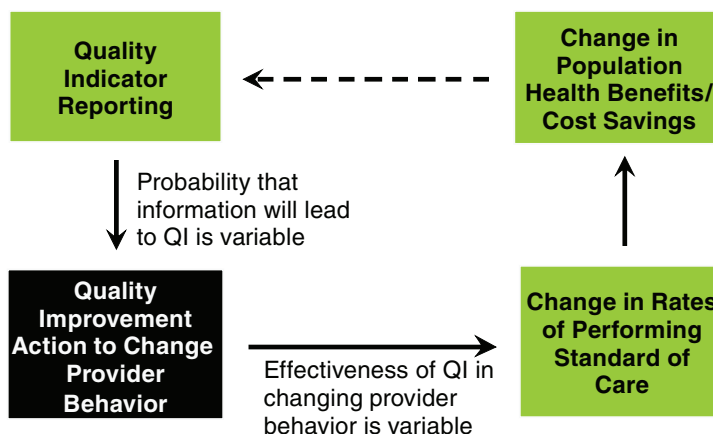 Quality
Indicator
Reporting
Change in
Population
Health Benefits/
Cost Savings
Probability that
information will lead
to QI is variable
Quality
Improvement
Action to Change
Provider
Behavior
Effectiveness of QI in
changing provider
behavior is variable
Change in Rates
of Performing
Standard of
Care